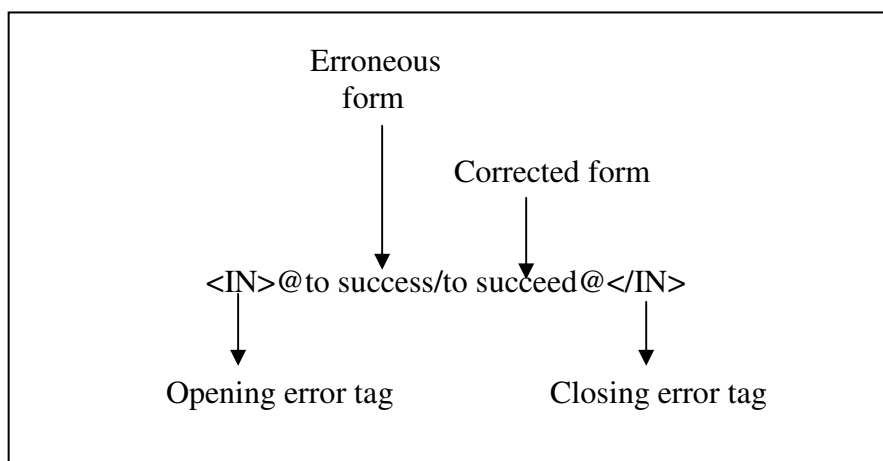 Erroneous
form
Corrected form
<IN>@to success/to succeed@</IN>
Opening error tag
Closing error tag